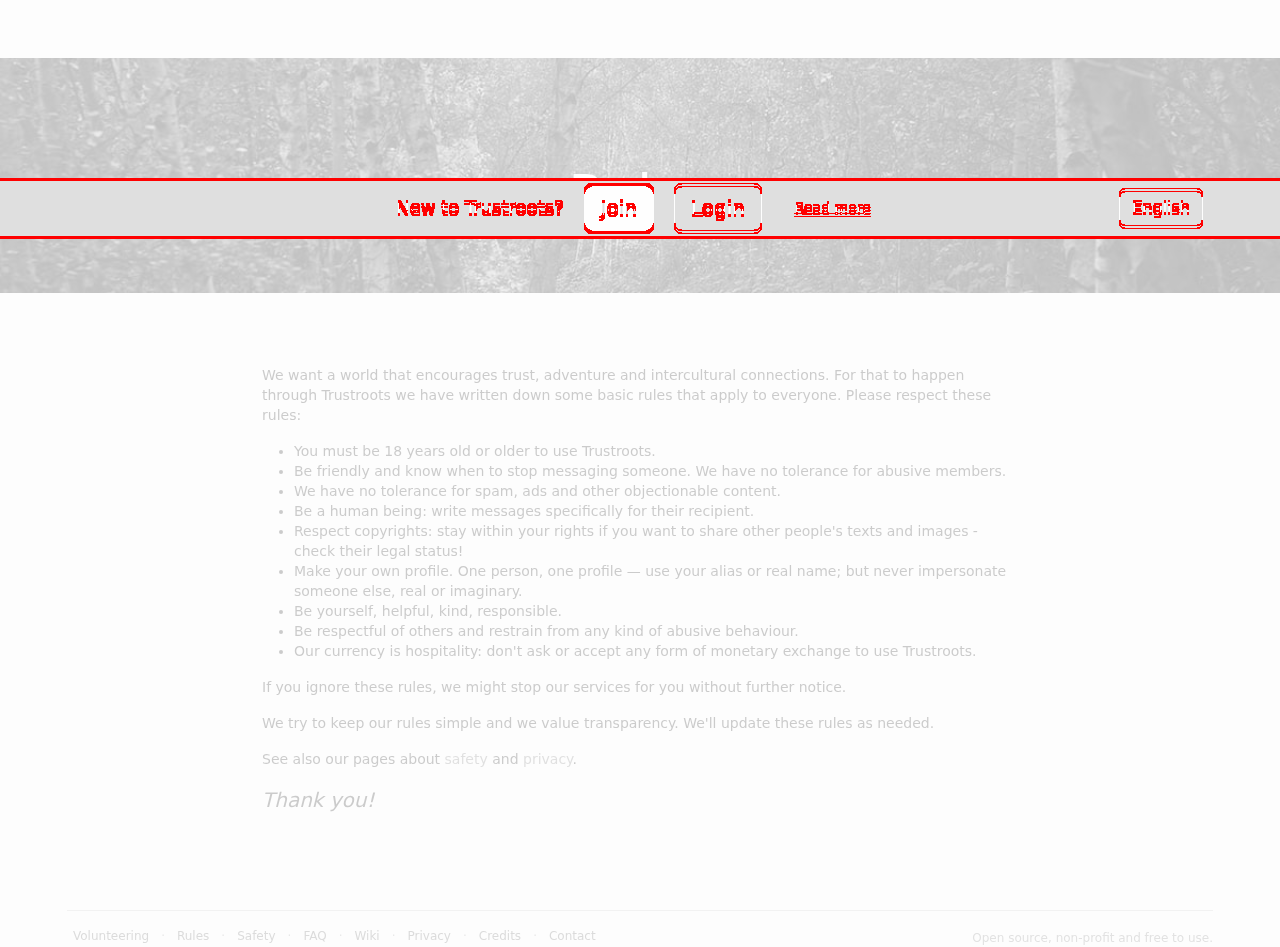 New to Trustroots? Join Login Read more English
We want a world that encourages trust, adventure and intercultural connections. For that to happen
through Trustroots we have written down some basic rules that apply to everyone. Please respect these
rules:
• You must be 18 years old or older to use Trustroots.
• Be friendly and know when to stop messaging someone. We have no tolerance for abusive members.
• We have no tolerance for spam, ads and other objectionable content.
• Be a human being: write messages specifically for their recipient.
• Respect copyrights: stay within your rights if you want to share other people's texts and images -
check their legal status!
• Make your own profile. One person, one profile — use your alias or real name; but never impersonate
someone else, real or imaginary.
• Be yourself, helpful, kind, responsible.
• Be respectful of others and restrain from any kind of abusive behaviour.
• Our currency is hospitality: don't ask or accept any form of monetary exchange to use Trustroots.
If you ignore these rules, we might stop our services for you without further notice.
We try to keep our rules simple and we value transparency. We'll update these rules as needed.
See also our pages about safety and privacy.
Thank you!
Volunteering · Rules · Safety · FAQ · Wiki · Privacy · Credits · Contact
Open source, non-profit and free to use.